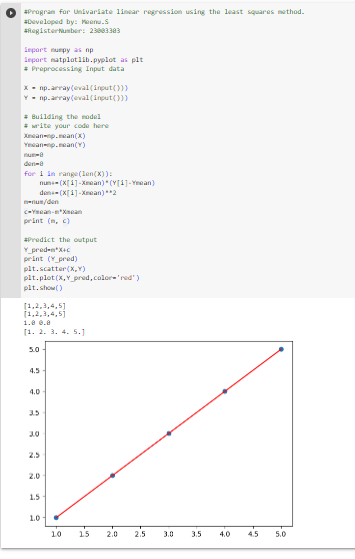 #Program for Univariate linear regression using the least squares method.
#Developed by: Meenu.S
#RegisterNumber: 23003303
import numpy as np
import matplotlib.pyplot as plt
# Preprocessing Input data
X = np.array(eval(input()))
Y = np.array(eval(input()))
# Building the model
# write your code here
Xmean=np.mean(X)
Ymean=np.mean(Y)
num=0
den=0
for i in range(len(X)):
num+=(X[i]-Xmean)*(Y[i]-Ymean)
den+=(X[i]-Xmean)**2
m=num/den
c=Ymean-m*Xmean
print (m, c)
#Predict the output
Y_pred=m*X+c
print (Y_pred)
plt.scatter(X,Y)
plt.plot(X,Y_pred,color='red')
plt.show()
[1,2,3,4,5]
[1,2,3,4,5]
1.0 0.0
[1. 2. 3. 4. 5.]
5.0
4.5
4.0
3.5
3.0
2.5
2.0
1.5
1.0
1.0 1.5 2.0 2.5 3.0 3.5 4.0 4.5 5.0